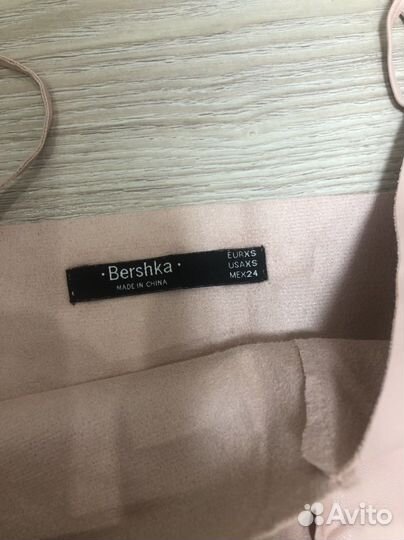 · Bershka ·
MADE IN CHINA
EUR XS
USA XS
MEX 24
Avito